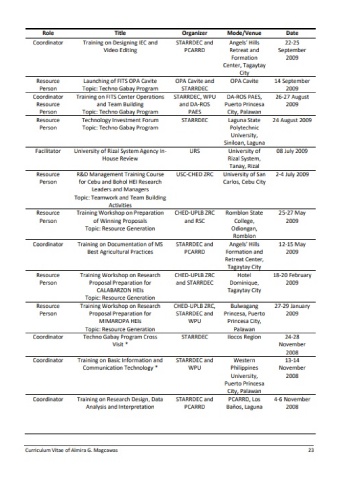 Role Title Organizer Mode/Venue Date
Coordinator Training on Designing IEC and Video Editing STARRDEC and PCARRD Angels' Hills Retreat and Formation Center, Tagaytay City 22-25 September 2009
Resource Person Launching of FITS OPA Cavite Topic: Techno Gabay Program OPA Cavite and STARRDEC OPA Cavite 14 September 2009
Coordinator Resource Person Training on FITS Center Operations and Team Building Topic: Techno Gabay Program STARRDEC, WPU and DA-ROS PAES DA-ROS PAES, Puerto Princesa City, Palawan 26-27 August 2009
Resource Person Technology Investment Forum Topic: Techno Gabay Program STARRDEC Laguna State Polytechnic University, Siniloan, Laguna 24 August 2009
Facilitator University of Rizal System Agency In-House Review URS University of Rizal System, Tanay, Rizal 08 July 2009
Resource Person R&D Management Training Course for Cebu and Bohol HEI Research Leaders and Managers Topic: Teamwork and Team Building Activities USC-CHED ZRC University of San Carlos, Cebu City 2-4 July 2009
Resource Person Training Workshop on Preparation of Winning Proposals Topic: Resource Generation CHED-UPLB ZRC and RSC Romblon State College, Odiongan, Romblon 25-27 May 2009
Coordinator Training on Documentation of MS Best Agricultural Practices STARRDEC and PCARRD Angels' Hills Formation and Retreat Center, Tagaytay City 12-15 May 2009
Resource Person Training Workshop on Research Proposal Preparation for CALABARZON HEIs Topic: Resource Generation CHED-UPLB ZRC and STARRDEC Hotel Dominique, Tagaytay City 18-20 February 2009
Resource Person Training Workshop on Research Proposal Preparation for MIMAROPA HEIs Topic: Resource Generation CHED-UPLB ZRC, STARRDEC and WPU Bulwagang Princesa, Puerto Princesa City, Palawan 27-29 January 2009
Coordinator Techno Gabay Program Cross Visit * STARRDEC Ilocos Region 24-28 November 2008
Coordinator Training on Basic Information and Communication Technology * STARRDEC and WPU Western Philippines University, Puerto Princesa City, Palawan 13-14 November 2008
Coordinator Training on Research Design, Data Analysis and Interpretation STARRDEC and PCARRD PCARRD, Los Baños, Laguna 4-6 November 2008
Curriculum Vitae of Almira G. Magcawas 23